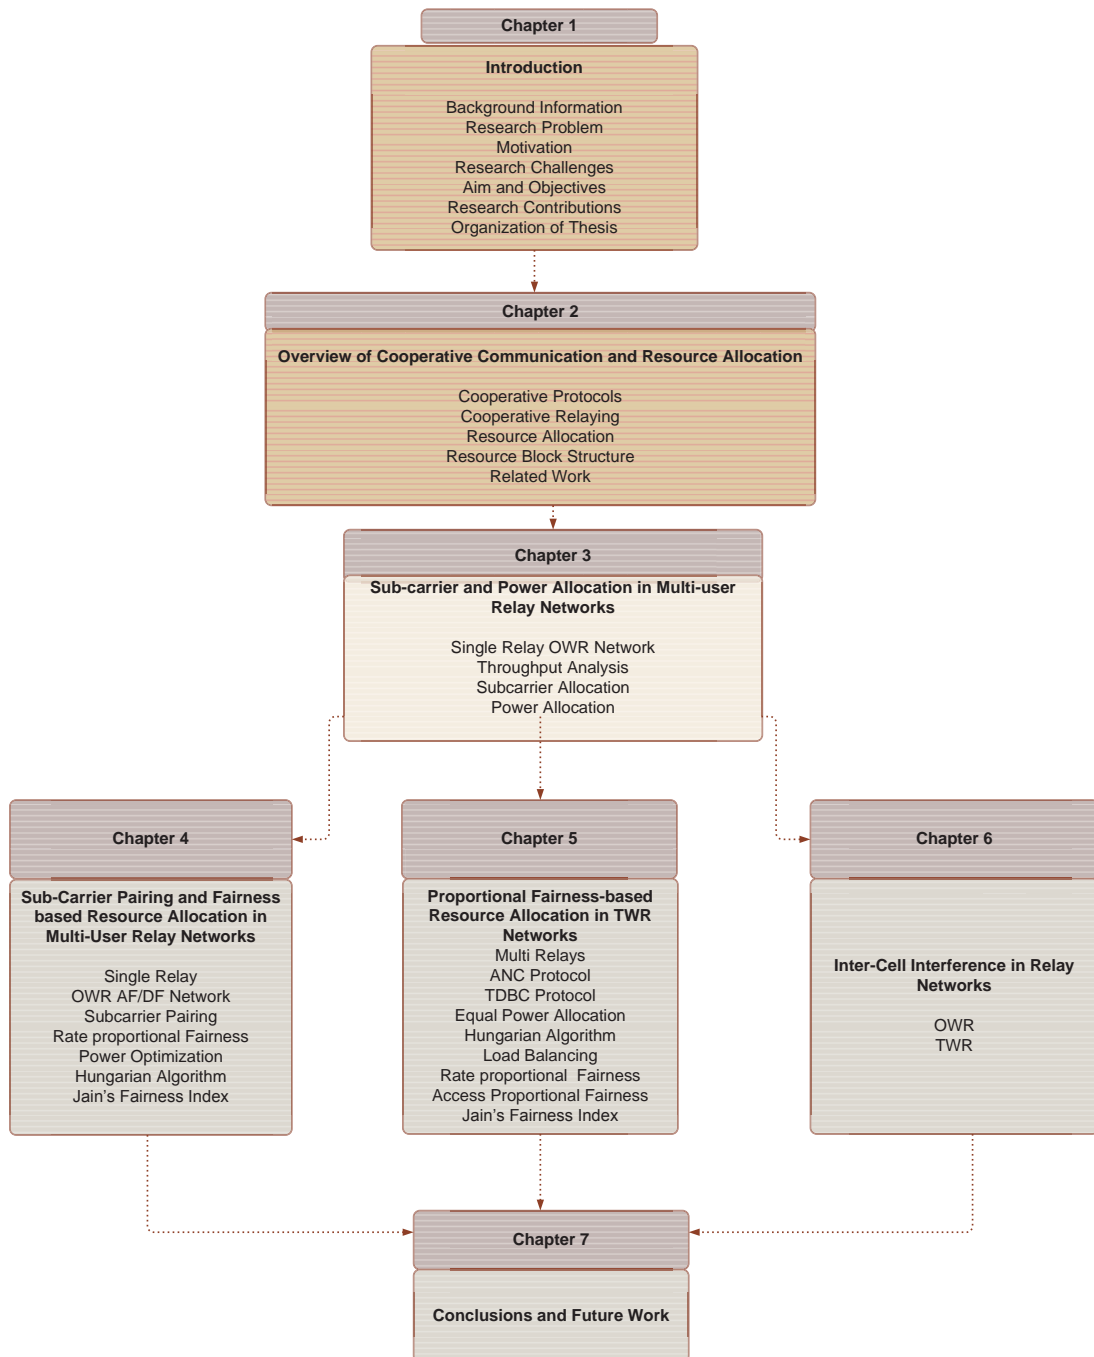 Chapter 1
Introduction
Background Information
Research Problem
Motivation
Research Challenges
Aim and Objectives
Research Contributions
Organization of Thesis
Chapter 2
Overview of Cooperative Communication and Resource Allocation
Cooperative Protocols
Cooperative Relaying
Resource Allocation
Resource Block Structure
Related Work
Chapter 3
Sub-carrier and Power Allocation in Multi-user
Relay Networks
Single Relay OWR Network
Throughput Analysis
Subcarrier Allocation
Power Allocation
Chapter 4
Sub-Carrier Pairing and Fairness
based Resource Allocation in
Multi-User Relay Networks
Single Relay
OWR AF/DF Network
Subcarrier Pairing
Rate proportional Fairness
Power Optimization
Hungarian Algorithm
Jain's Fairness Index
Chapter 5
Proportional Fairness-based
Resource Allocation in TWR
Networks
Multi Relays
ANC Protocol
TDBC Protocol
Equal Power Allocation
Hungarian Algorithm
Load Balancing
Rate proportional  Fairness
Access Proportional Fairness
Jain's Fairness Index
Chapter 6
Inter-Cell Interference in Relay
Networks
OWR
TWR
Chapter 7
Conclusions and Future Work